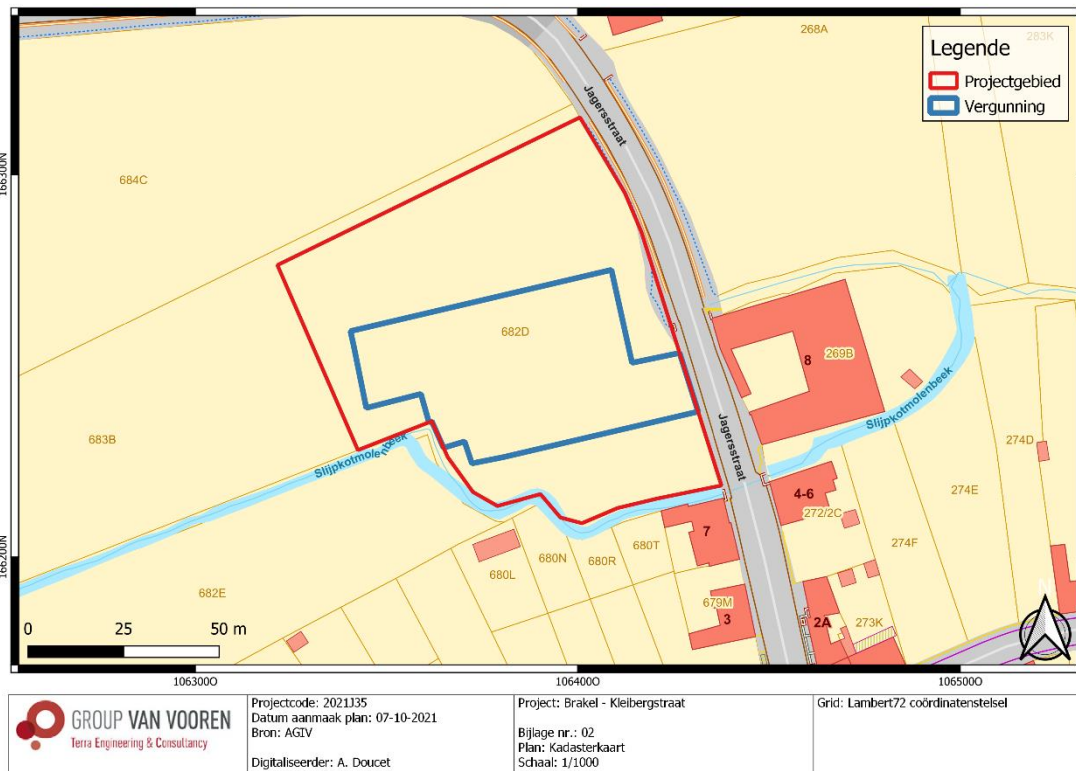 268A
283K
Legende
Projectgebied
Vergunning
Jagersstraat
166300N
684C
682D
8
269B
683B
Slijpkotmolenbeek
Jagersstraat
Slijpkotmolenbeek
274D
4-6
274E
272/2C
7
274F
680T
680N
680R
680L
166200N
682E
679M
3
2A
273K
N
0 25 50 m
1063000
1064000
1065000
GROUP VAN VOOREN
Terra Engineering & Consultancy
Projectcode: 2021J35
Datum aanmaak plan: 07-10-2021
Bron: AGIV
Digitaliseerder: A. Doucet
Project: Brakel - Kleibergstraat
Bijlage nr.: 02
Plan: Kadasterkaart
Schaal: 1/1000
Grid: Lambert72 coördinatenstelsel